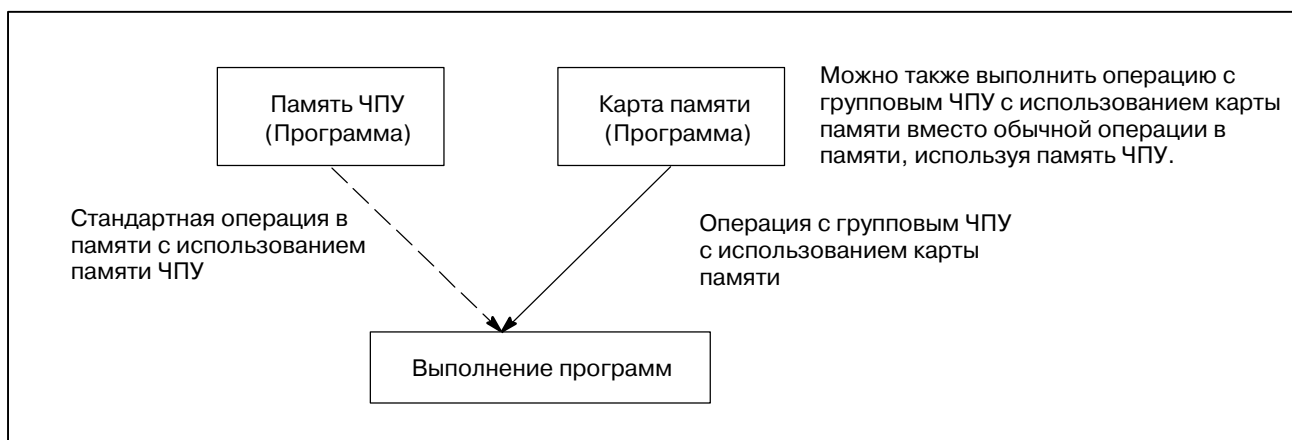 Память ЧПУ
(Программа)
Карта памяти
(Программа)
Можно также выполнить операцию с
групповым ЧПУ с использованием карты
памяти вместо обычной операции в
памяти, используя память ЧПУ.
Стандартная операция в
памяти с использованием
памяти ЧПУ
Операция с групповым ЧПУ
с использованием карты
памяти
Выполнение программ